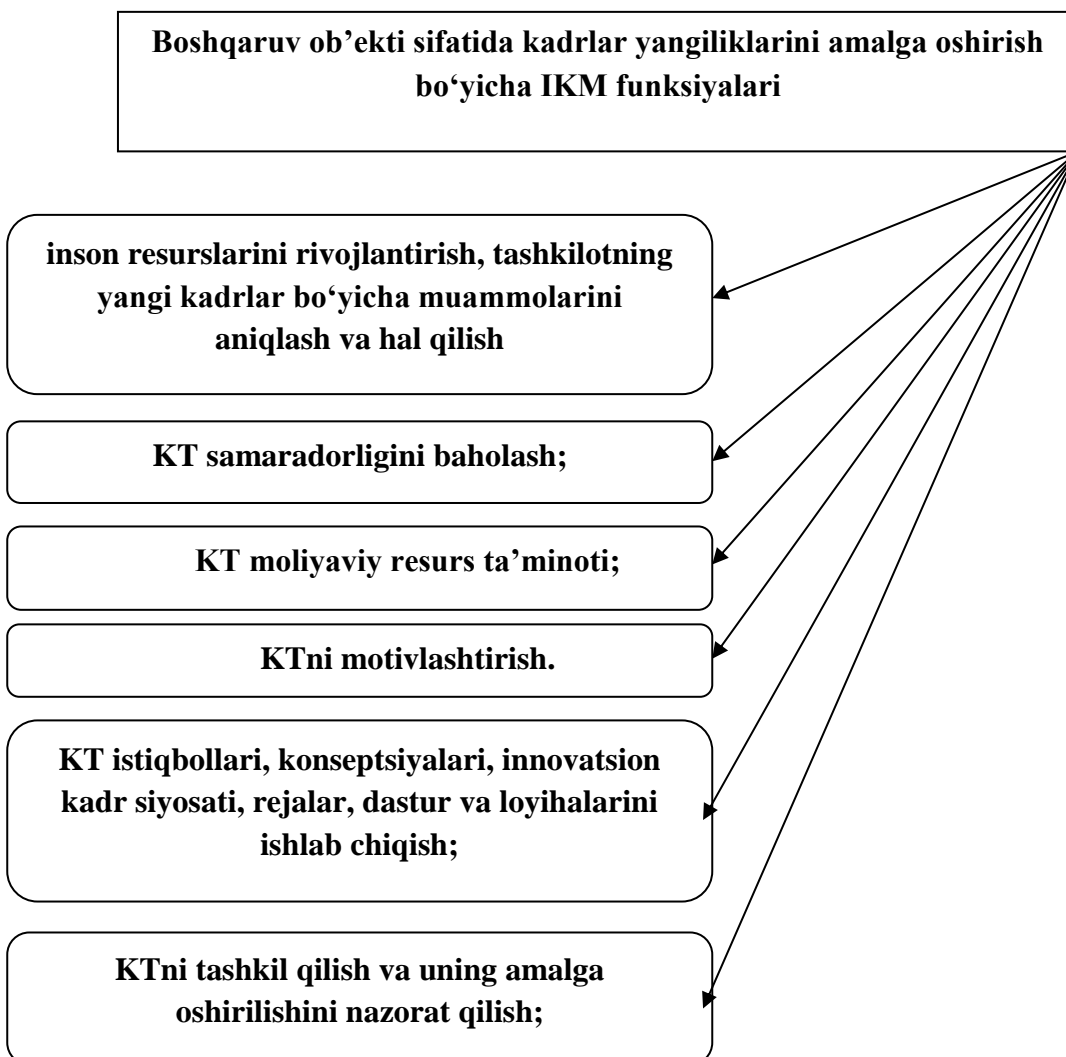 Boshqaruv ob’ekti sifatida kadrlar yangiliklarini amalga oshirish
bo‘yicha IKM funksiyalari
inson resurslarini rivojlantirish, tashkilotning
yangi kadrlar bo‘yicha muammolarini
aniqlash va hal qilish
KT samaradorligini baholash;
KT moliyaviy resurs ta’minoti;
KTni motivlashtirish.
KT istiqbollari, konseptsiyalari, innovatsion
kadr siyosati, rejalar, dastur va loyihalarini
ishlab chiqish;
KTni tashkil qilish va uning amalga
oshirilishini nazorat qilish;